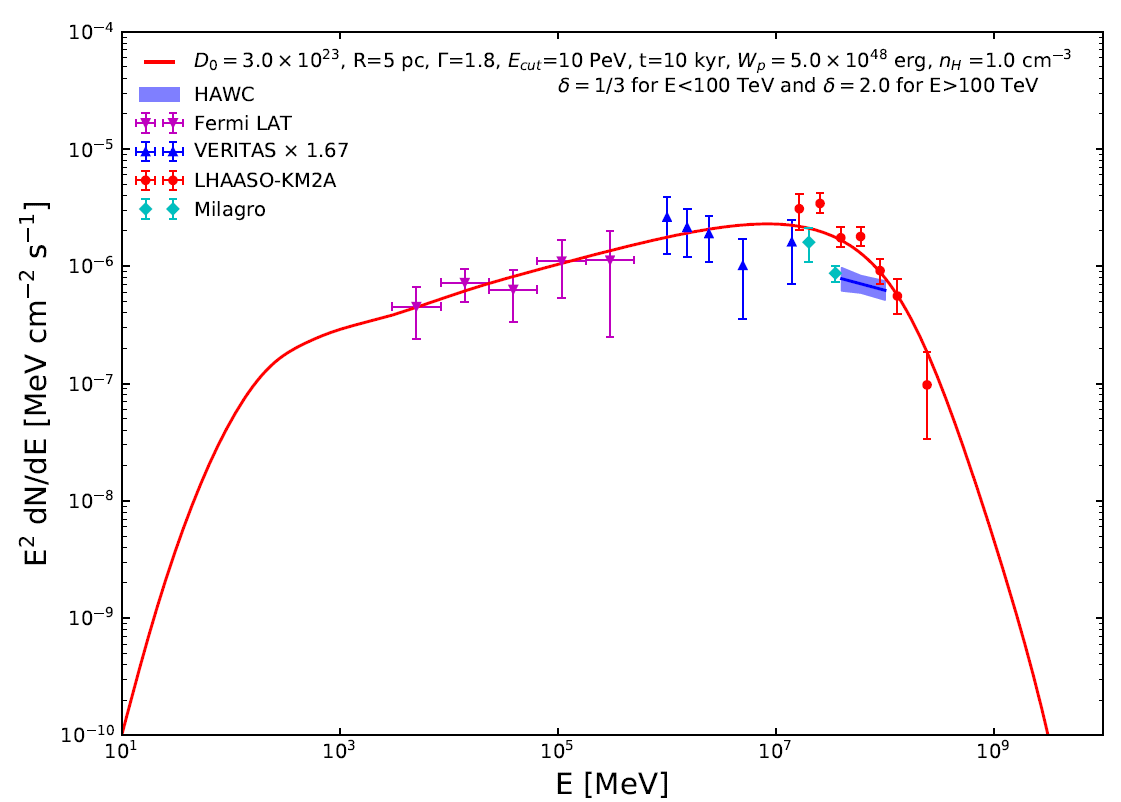 D₀ = 3.0 × 10²³, R=5 pc, Γ=1.8, E_cut=10 PeV, t=10 kyr, W_p = 5.0 × 10⁴⁸ erg, n_H =1.0 cm⁻³
δ = 1/3 for E<100 TeV and δ = 2.0 for E>100 TeV
HAWC
Fermi LAT
VERITAS × 1.67
LHAASO-KM2A
Milagro
E² dN/dE [MeV cm⁻² s⁻¹]
10⁻⁴
10⁻⁵
10⁻⁶
10⁻⁷
10⁻⁸
10⁻⁹
10⁻¹⁰
10¹
10³
10⁵
10⁷
10⁹
E [MeV]